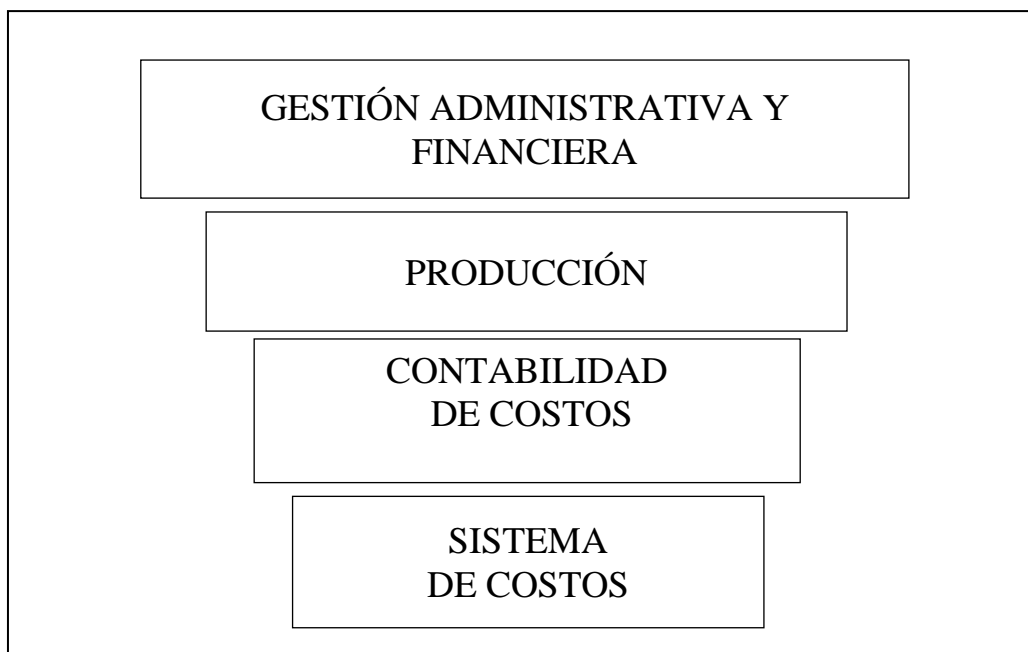 GESTIÓN ADMINISTRATIVA Y
FINANCIERA
PRODUCCIÓN
CONTABILIDAD
DE COSTOS
SISTEMA
DE COSTOS